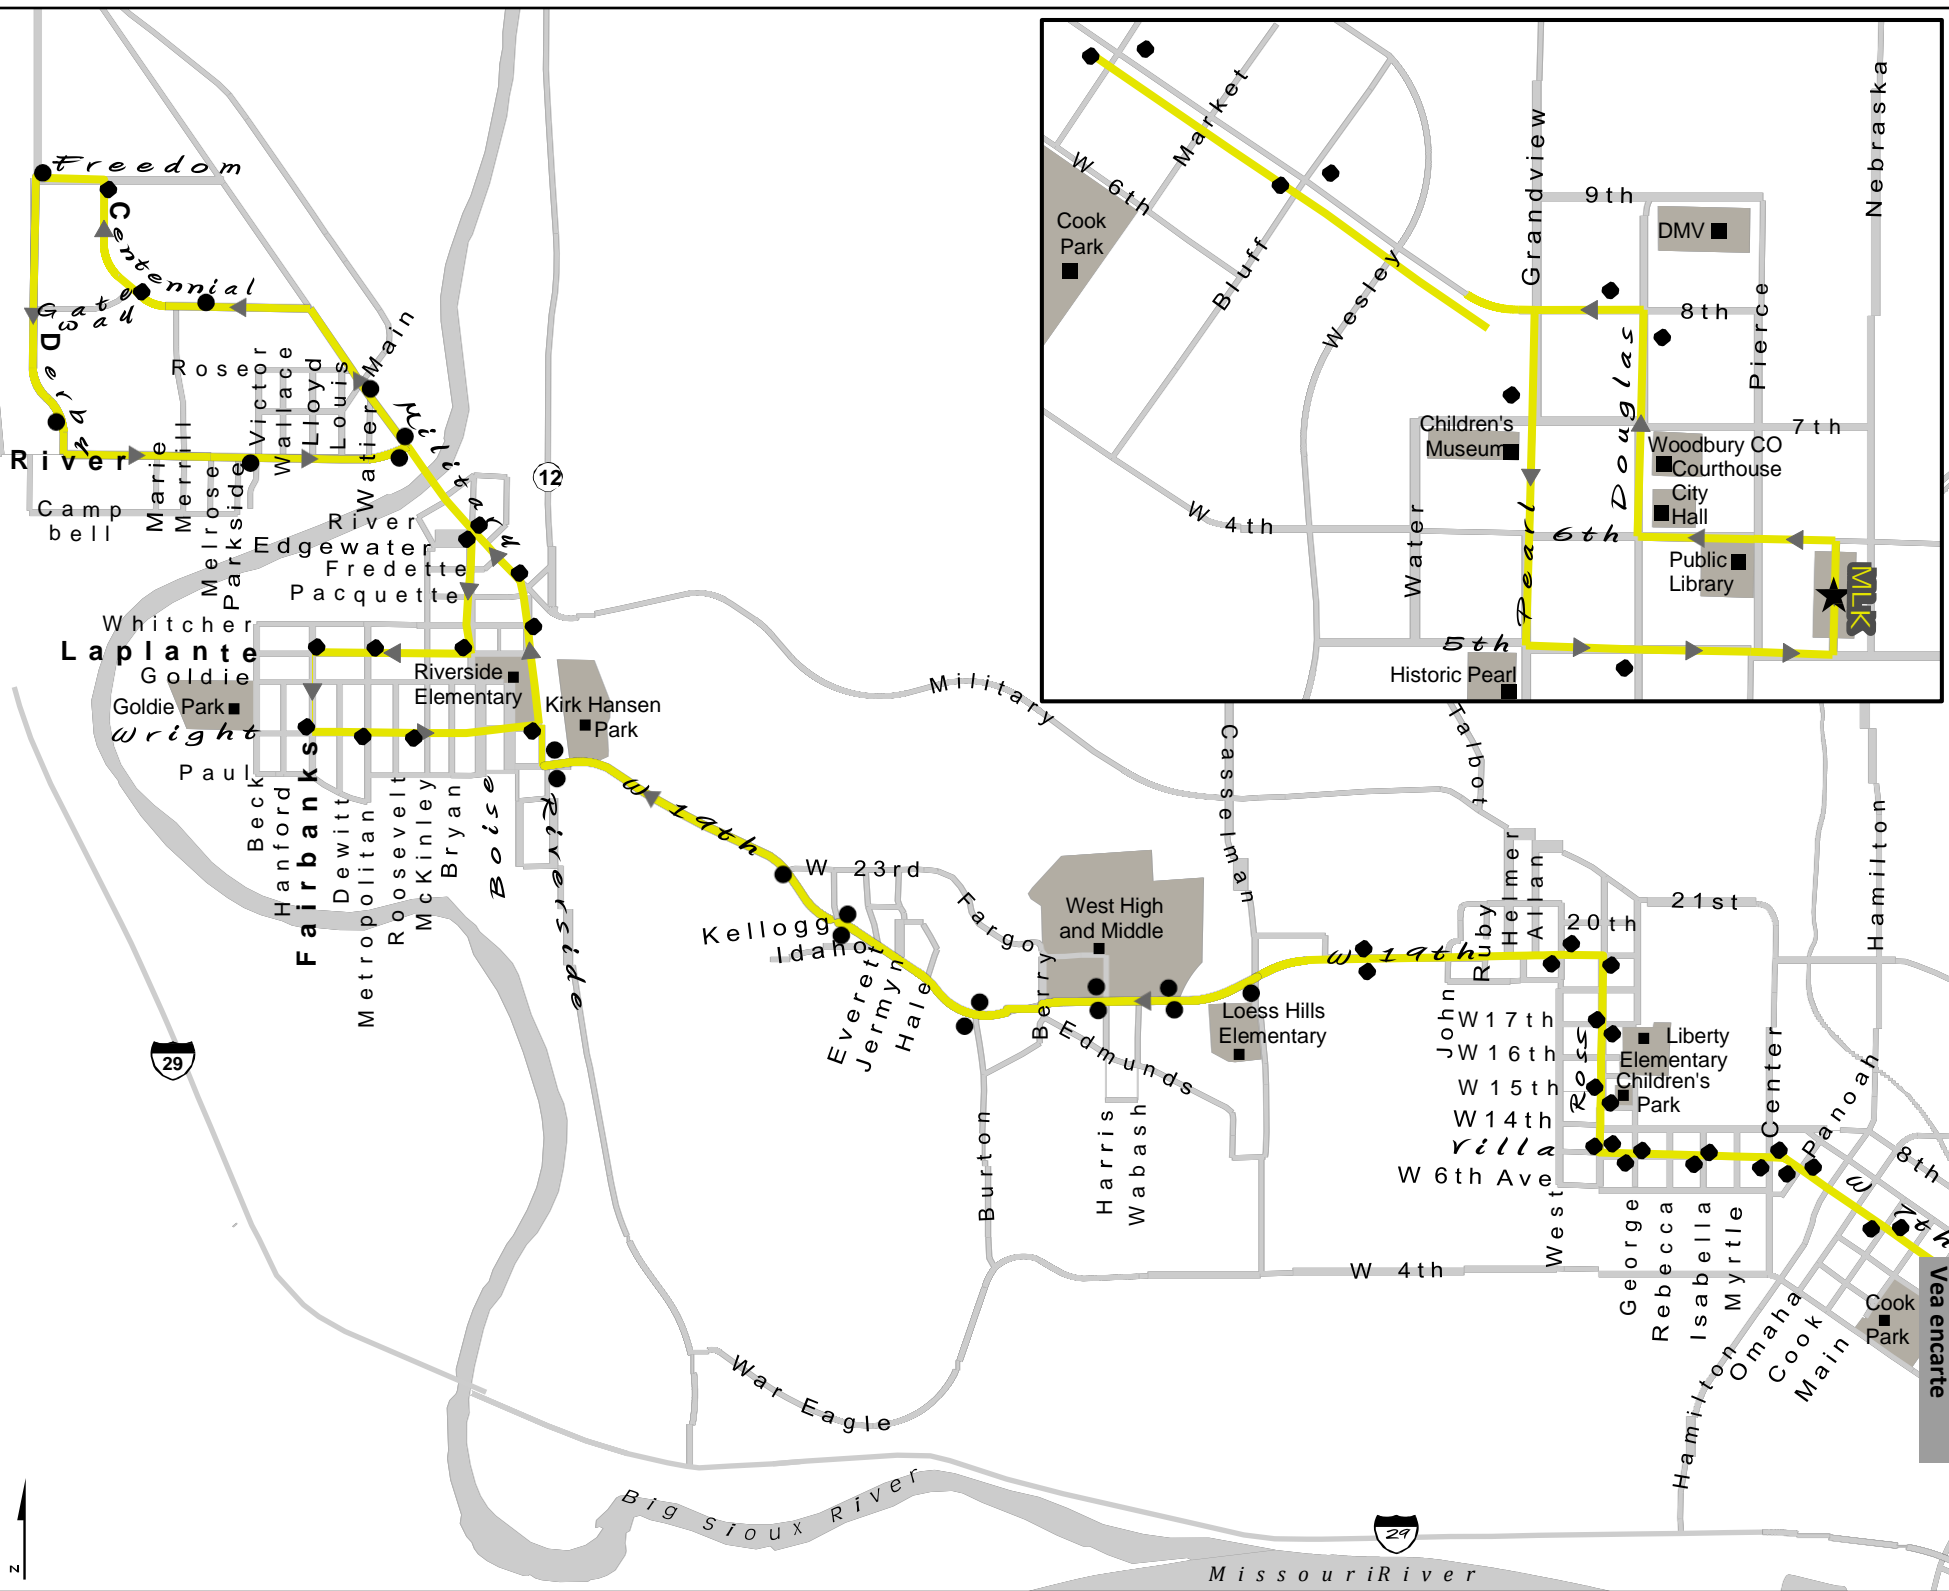 Freedom
Centennial
Gate
way
Dernan
River
Camp
bell
Rose
Victor
Wallace
Lloyd
Louis
Main
Watier
Marie
Merrill
Melrose
Parkside
Military
12
River
Edgewater
Fredette
Pacquette
Whitcher
Laplante
Goldie
Goldie Park
Wright
Paul
Riverside
Elementary
Kirk Hansen
Park
Beck
Hanford
Fairbanks
Dewitt
Metropolitan
Roosevelt
McKinley
Bryan
Boise
Riverside
W 19th
W 23rd
Kellogg
Idaho
Everett
Jermyn
Hale
Fargo
Berry
Edmunds
West High
and Middle
Burton
Harris
Wabash
Military
Casselman
Loess Hills
Elementary
W 19th
Talbot
Ruby
Helmer
Allan
John
20th
21st
Hamilton
W 17th
W 16th
W 15th
W 14th
Villa
W 6th Ave
Ross
Liberty
Elementary
Children's
Park
Center
Panoah
8th
W 7th
West
George
Rebecca
Isabella
Myrtle
W 4th
Omaha
Cook
Main
Hamilton
Cook
Park
Vea encarte
War Eagle
Big Sioux River
Missouri River
29
29
Z
Market
W 6th
Cook
Park
Bluff
Wesley
Grandview
Nebraska
9th
DMV
8th
Pierce
Douglas
7th
Children's
Museum
Woodbury CO
Courthouse
City
Hall
W 4th
Water
6th
Pearl
Public
Library
MLK
5th
Historic Pearl